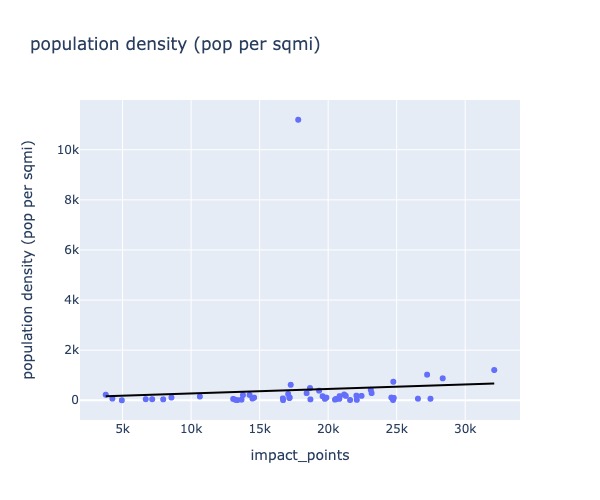 population density (pop per sqmi)
population density (pop per sqmi)
10k
8k
6k
4k
2k
0
5k 10k 15k 20k 25k 30k
impact_points